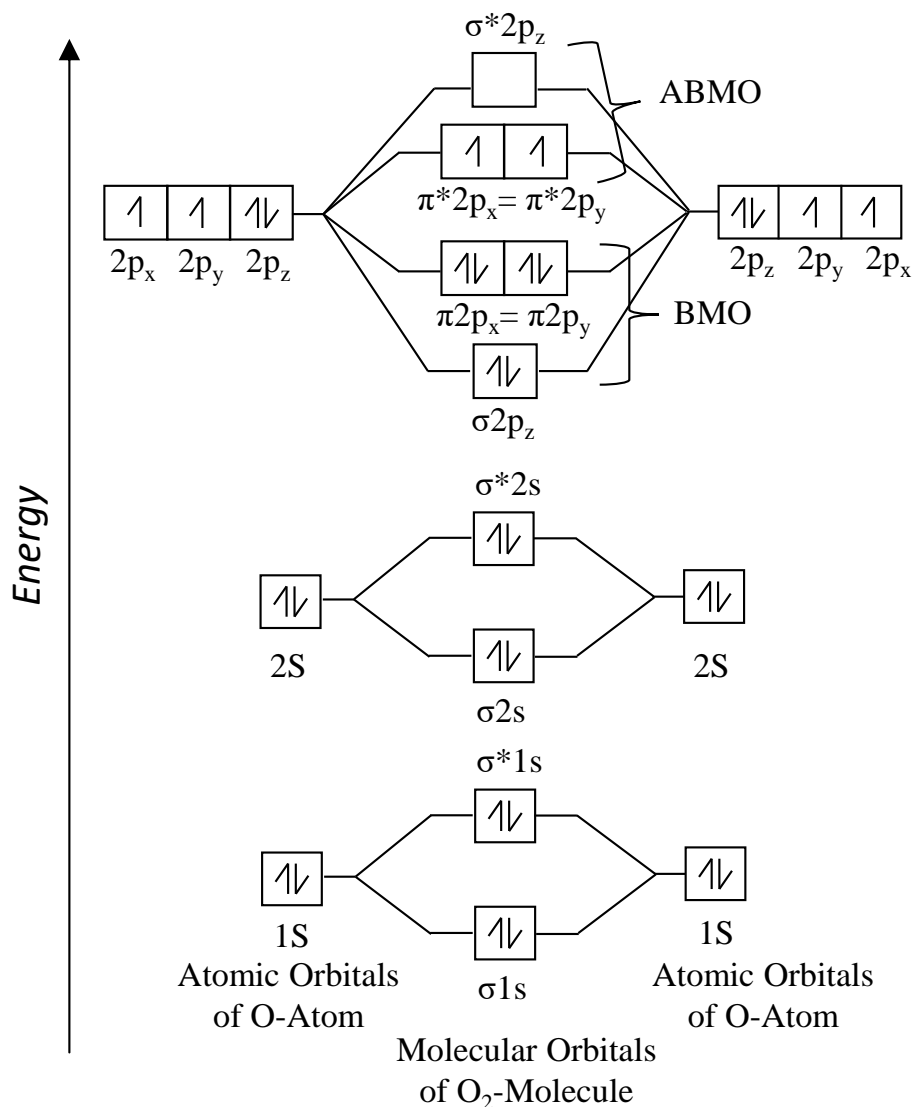 σ*2pz
ABMO
π*2px= π*2py
2px 2py 2pz
2pz 2py 2px
π2px= π2py
BMO
σ2pz
σ*2s
Energy
2S
2S
σ2s
σ*1s
1S
1S
Atomic Orbitals
of O-Atom
σ1s
Atomic Orbitals
of O-Atom
Molecular Orbitals
of O2-Molecule